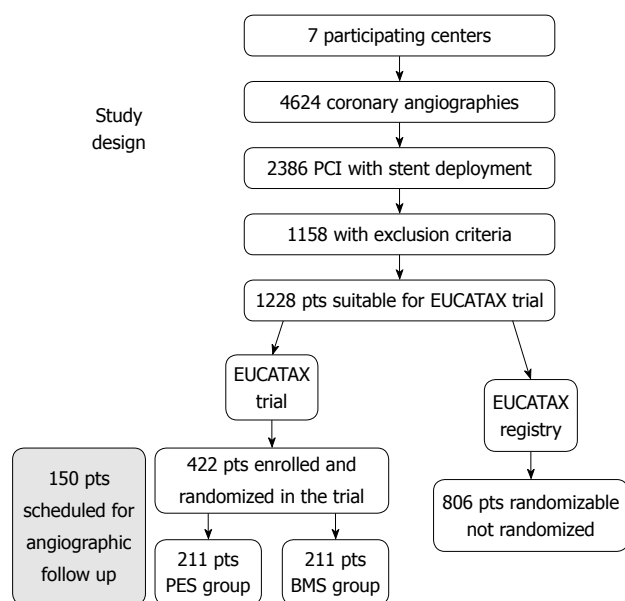 7 participating centers
Study
design
4624 coronary angiographies
2386 PCI with stent deployment
1158 with exclusion criteria
1228 pts suitable for EUCATAX trial
EUCATAX
trial
EUCATAX
registry
150 pts
scheduled for
angiographic
follow up
422 pts enrolled and
randomized in the trial
806 pts randomizable
not randomized
211 pts
PES group
211 pts
BMS group